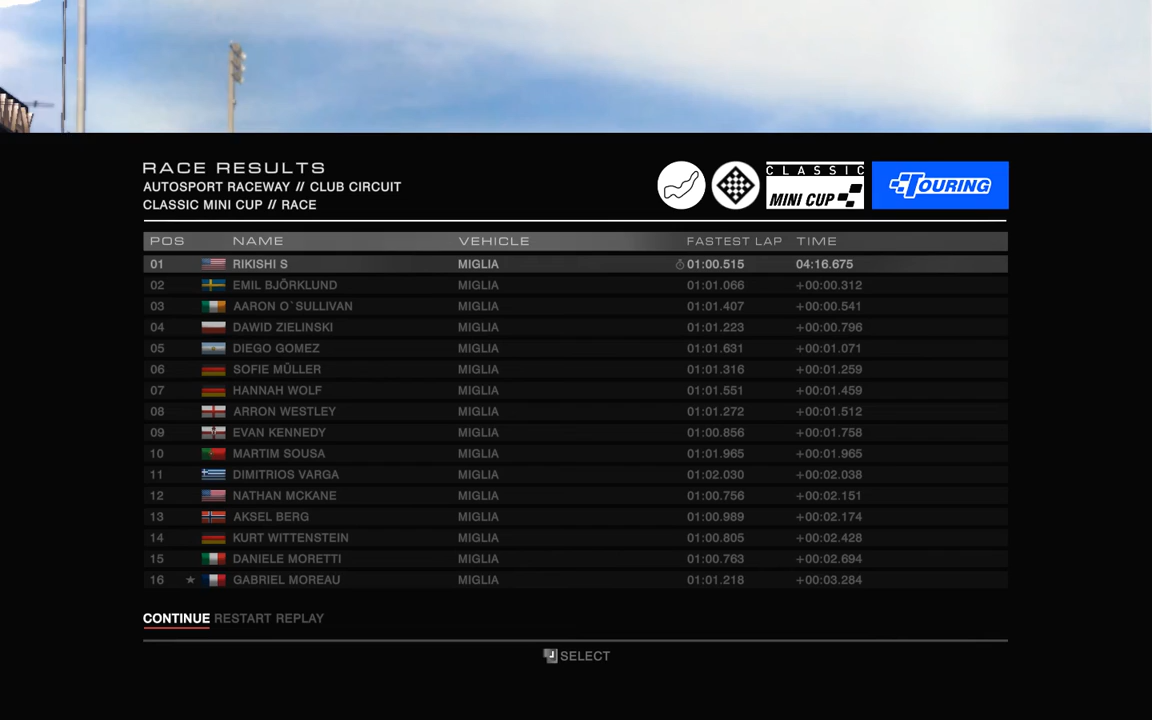 RACE RESULTS
AUTOSPORT RACEWAY // CLUB CIRCUIT
CLASSIC MINI CUP // RACE
CLASSIC
MINI CUP
TOURING
POS NAME VEHICLE FASTEST LAP TIME
01 RIKISHI S MIGLIA 01:00.515 04:16.675
02 EMIL BJÖRKLUND MIGLIA 01:01.066 +00:00.312
03 AARON O`SULLIVAN MIGLIA 01:01.407 +00:00.541
04 DAWID ZIELINSKI MIGLIA 01:01.223 +00:00.796
05 DIEGO GOMEZ MIGLIA 01:01.631 +00:01.071
06 SOFIE MÜLLER MIGLIA 01:01.316 +00:01.259
07 HANNAH WOLF MIGLIA 01:01.551 +00:01.459
08 ARRON WESTLEY MIGLIA 01:01.272 +00:01.512
09 EVAN KENNEDY MIGLIA 01:00.856 +00:01.758
10 MARTIM SOUSA MIGLIA 01:01.965 +00:01.965
11 DIMITRIOS VARGA MIGLIA 01:02.030 +00:02.038
12 NATHAN MCKANE MIGLIA 01:00.756 +00:02.151
13 AKSEL BERG MIGLIA 01:00.989 +00:02.174
14 KURT WITTENSTEIN MIGLIA 01:00.805 +00:02.428
15 DANIELE MORETTI MIGLIA 01:00.763 +00:02.694
16 ★ GABRIEL MOREAU MIGLIA 01:01.218 +00:03.284
CONTINUE RESTART REPLAY
SELECT